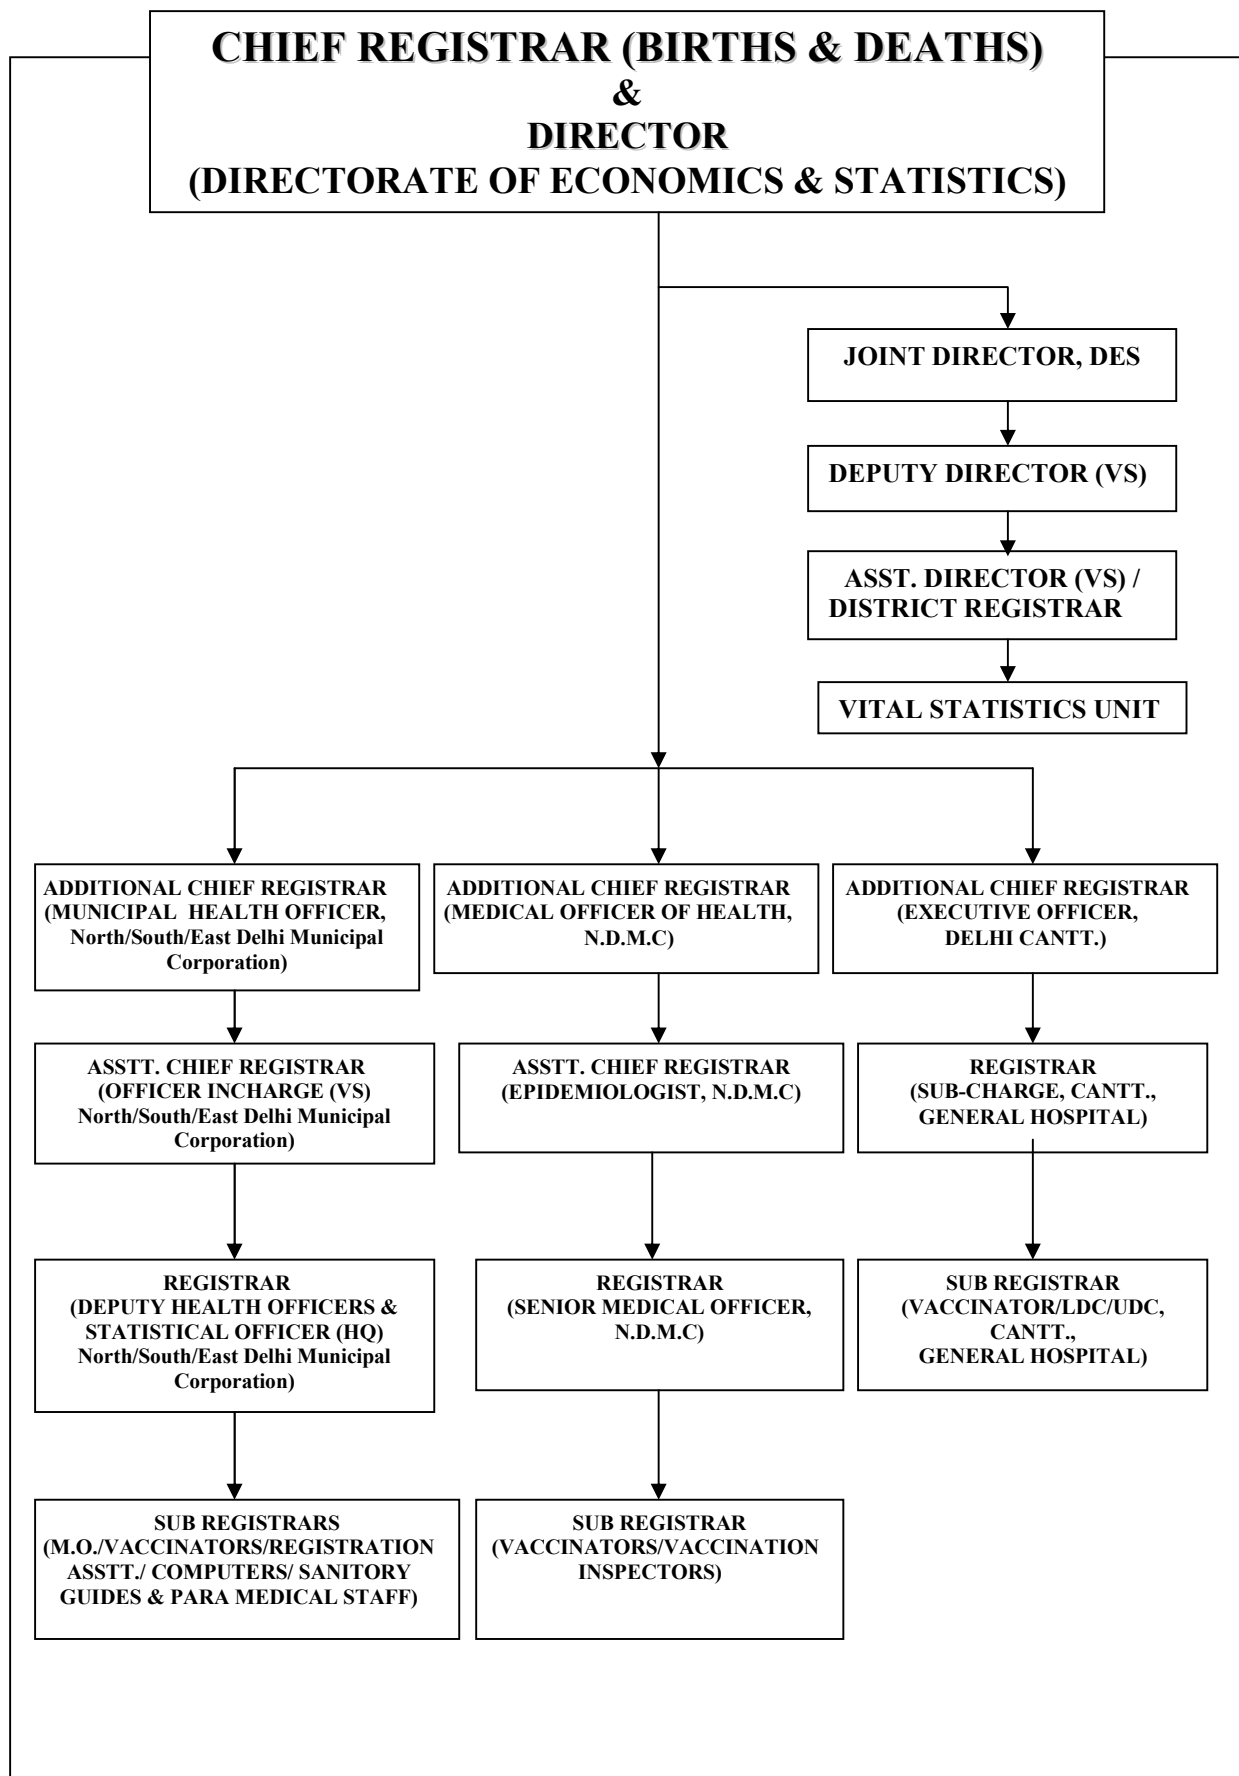 CHIEF REGISTRAR (BIRTHS & DEATHS)
&
DIRECTOR
(DIRECTORATE OF ECONOMICS & STATISTICS)
JOINT DIRECTOR, DES
DEPUTY DIRECTOR (VS)
ASST. DIRECTOR (VS) /
DISTRICT REGISTRAR
VITAL STATISTICS UNIT
ADDITIONAL CHIEF REGISTRAR
(MUNICIPAL HEALTH OFFICER,
North/South/East Delhi Municipal
Corporation)
ADDITIONAL CHIEF REGISTRAR
(MEDICAL OFFICER OF HEALTH,
N.D.M.C)
ADDITIONAL CHIEF REGISTRAR
(EXECUTIVE OFFICER,
DELHI CANTT.)
ASSTT. CHIEF REGISTRAR
(OFFICER INCHARGE (VS)
North/South/East Delhi Municipal
Corporation)
ASSTT. CHIEF REGISTRAR
(EPIDEMIOLOGIST, N.D.M.C)
REGISTRAR
(SUB-CHARGE, CANTT.,
GENERAL HOSPITAL)
REGISTRAR
(DEPUTY HEALTH OFFICERS &
STATISTICAL OFFICER (HQ)
North/South/East Delhi Municipal
Corporation)
REGISTRAR
(SENIOR MEDICAL OFFICER,
N.D.M.C)
SUB REGISTRAR
(VACCINATOR/LDC/UDC,
CANTT.,
GENERAL HOSPITAL)
SUB REGISTRARS
(M.O./VACCINATORS/REGISTRATION
ASSTT./ COMPUTERS/ SANITORY
GUIDES & PARA MEDICAL STAFF)
SUB REGISTRAR
(VACCINATORS/VACCINATION
INSPECTORS)